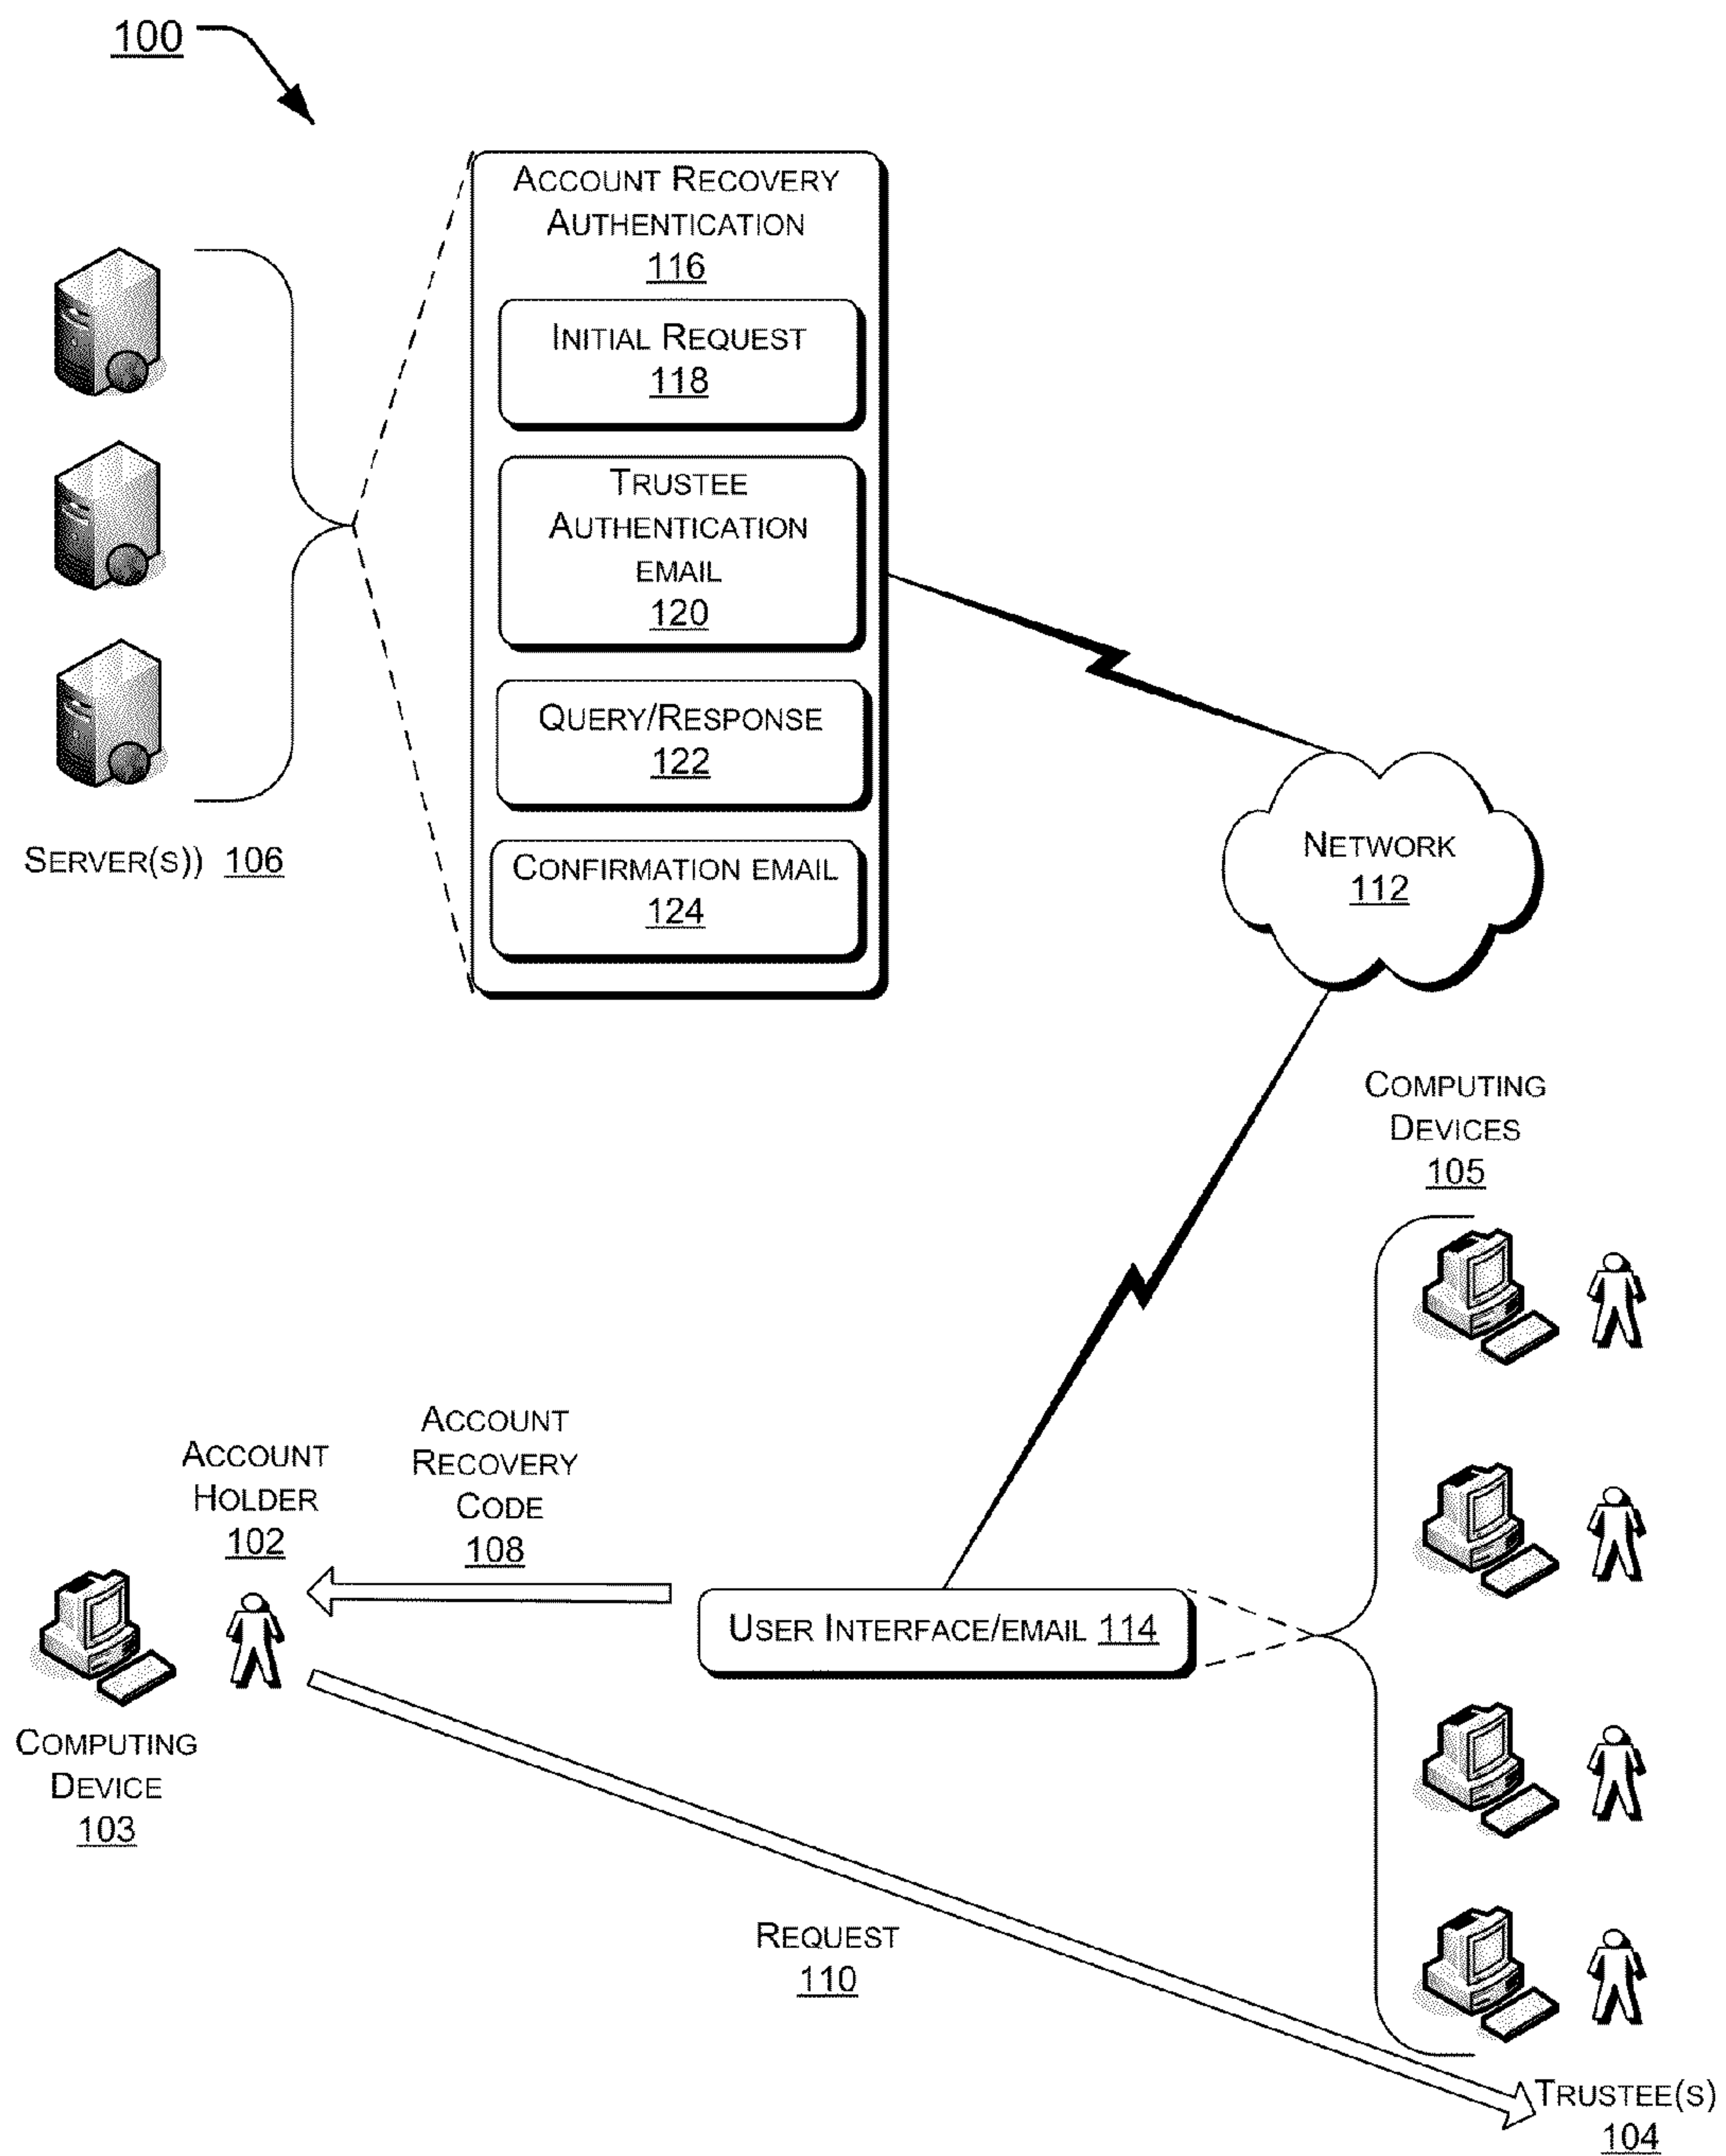 100
ACCOUNT RECOVERY
AUTHENTICATION
116
INITIAL REQUEST
118
TRUSTEE
AUTHENTICATION
EMAIL
120
QUERY/RESPONSE
122
CONFIRMATION EMAIL
124
SERVER(S)) 106
NETWORK
112
COMPUTING
DEVICES
105
ACCOUNT
HOLDER
102
ACCOUNT
RECOVERY
CODE
108
USER INTERFACE/EMAIL 114
COMPUTING
DEVICE
103
REQUEST
110
TRUSTEE(S)
104